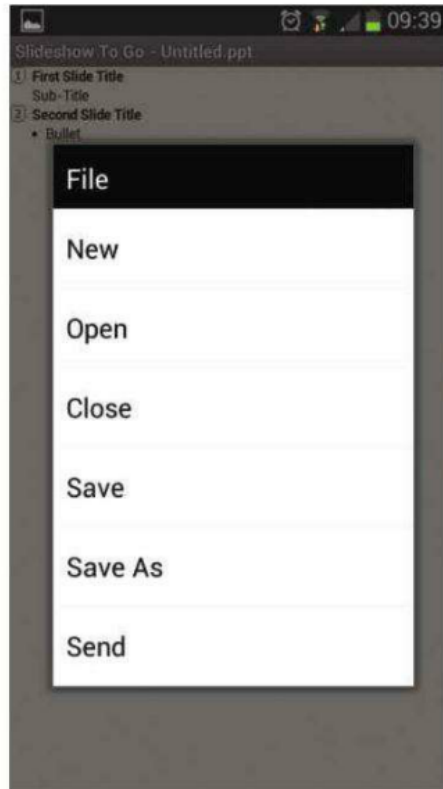 09:39
Slideshow To Go - Untitled.ppt
1 First Slide Title
Sub-Title
2 Second Slide Title
• Bullet
File
New
Open
Close
Save
Save As
Send